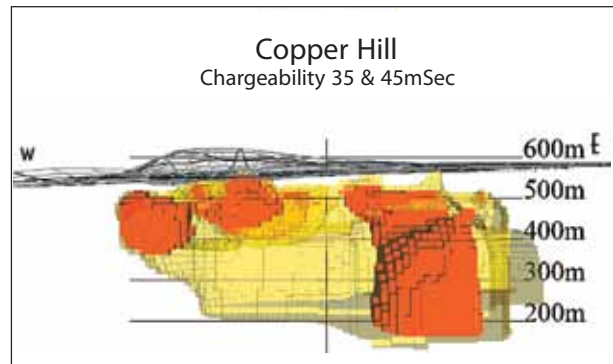 Copper Hill
Chargeability 35 & 45mSec
W
600m E
500m
400m
300m
200m